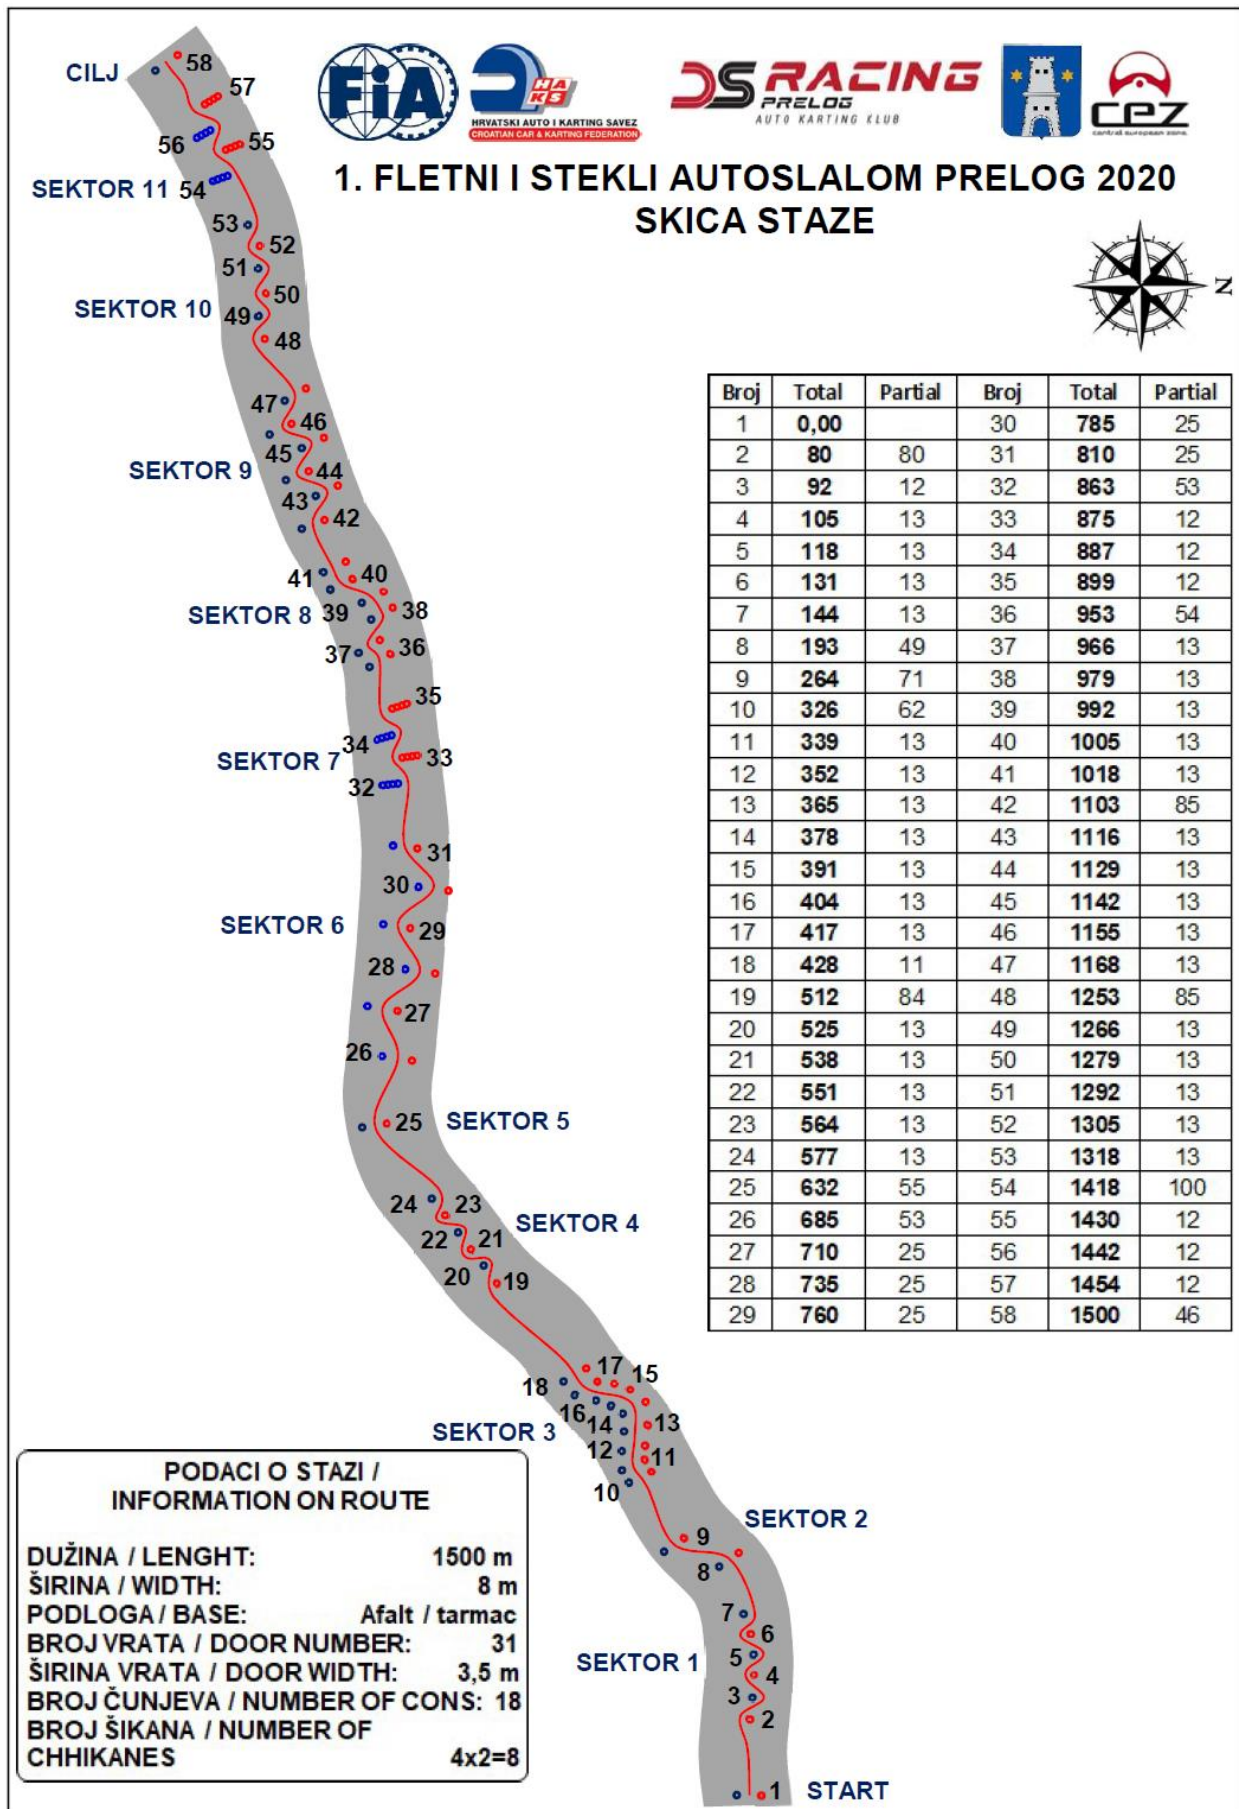 CILJ
58
57
56
55
SEKTOR 11
54
53
52
51
50
SEKTOR 10
49
48
47
46
45
44
SEKTOR 9
43
42
41
40
SEKTOR 8
39
38
37
36
35
34
33
SEKTOR 7
32
31
30
SEKTOR 6
29
28
27
26
25
SEKTOR 5
24
23
22
SEKTOR 4
21
20
19
17
15
18
16
14
13
SEKTOR 3
12
11
10
SEKTOR 2
9
8
7
6
SEKTOR 1
5
4
3
2
1
START
FiA
HAKS
HRVATSKI AUTO I KARTING SAVEZ
CROATIAN CAR & KARTING FEDERATION
DS RACING
PRELOG
AUTO KARTING KLUB
CEZ
central european zone
1. FLETNI I STEKLI AUTOSLALOM PRELOG 2020
SKICA STAZE
N
Broj Total Partial Broj Total Partial
1 0,00 30 785 25
2 80 80 31 810 25
3 92 12 32 863 53
4 105 13 33 875 12
5 118 13 34 887 12
6 131 13 35 899 12
7 144 13 36 953 54
8 193 49 37 966 13
9 264 71 38 979 13
10 326 62 39 992 13
11 339 13 40 1005 13
12 352 13 41 1018 13
13 365 13 42 1103 85
14 378 13 43 1116 13
15 391 13 44 1129 13
16 404 13 45 1142 13
17 417 13 46 1155 13
18 428 11 47 1168 13
19 512 84 48 1253 85
20 525 13 49 1266 13
21 538 13 50 1279 13
22 551 13 51 1292 13
23 564 13 52 1305 13
24 577 13 53 1318 13
25 632 55 54 1418 100
26 685 53 55 1430 12
27 710 25 56 1442 12
28 735 25 57 1454 12
29 760 25 58 1500 46
PODACI O STAZI /
INFORMATION ON ROUTE
DUŽINA / LENGHT: 1500 m
ŠIRINA / WIDTH: 8 m
PODLOGA / BASE: Afalt / tarmac
BROJ VRATA / DOOR NUMBER: 31
ŠIRINA VRATA / DOOR WIDTH: 3,5 m
BROJ ČUNJEVA / NUMBER OF CONS: 18
BROJ ŠIKANA / NUMBER OF
CHHIKANES 4x2=8